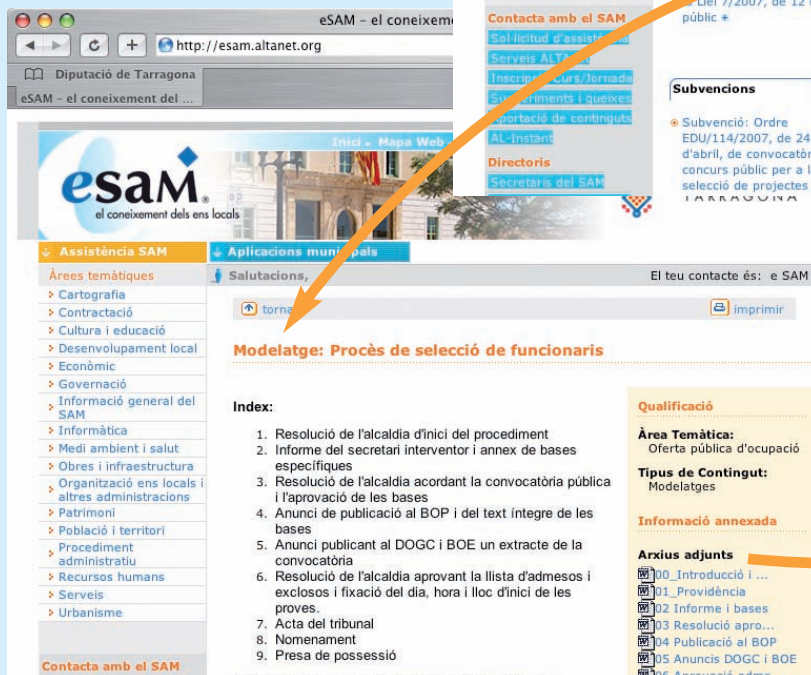 eSAM – el coneixem
http://esam.altanet.org
Diputació de Tarragona
eSAM – el coneixement del ...
Contacta amb el SAM
Sol·licitud
Serveis
Curs/Jornada
i queixes
Aportació de continguts
AL-Instant
Directoris
Secretaris del SAM
Llei 7/2007, de 12
públic
Subvencions
Subvenció: Ordre
EDU/114/2007, de 24
d'abril, de convocatòr
concurs públic per a l
selecció de projectes
TARRAGONA
Inici Mapa Web
esaM.
el coneixement dels ens locals
Assistència SAM
Aplicacions municipals
Àrees temàtiques
Cartografia
Contractació
Cultura i educació
Desenvolupament local
Econòmic
Governació
Informació general del
SAM
Informàtica
Medi ambient i salut
Obres i infraestructura
Organització ens locals i
altres administracions
Patrimoni
Població i territori
Procediment
administratiu
Recursos humans
Serveis
Urbanisme
Contacta amb el SAM
Salutacions,
El teu contacte és: e SAM
torna
imprimir
Modelatge: Procès de selecció de funcionaris
Index:
1. Resolució de l'alcaldia d'inici del procediment
2. Informe del secretari interventor i annex de bases
específiques
3. Resolució de l'alcaldia acordant la convocatòria pública
i l'aprovació de les bases
4. Anunci de publicació al BOP i del text íntegre de les
bases
5. Anunci publicant al DOGC i BOE un extracte de la
convocatòria
6. Resolució de l'alcaldia aprovant la llista d'admesos i
exclosos i fixació del dia, hora i lloc d'inici de les
proves.
7. Acta del tribunal
8. Nomenament
9. Presa de possessió
Qualificació
Àrea Temàtica:
Oferta pública d'ocupació
Tipus de Contingut:
Modelatges
Informació annexada
Arxius adjunts
00_Introducció i ...
01_Providència
02 Informe i bases
03 Resolució apro...
04 Publicació al BOP
05 Anuncis DOGC i BOE